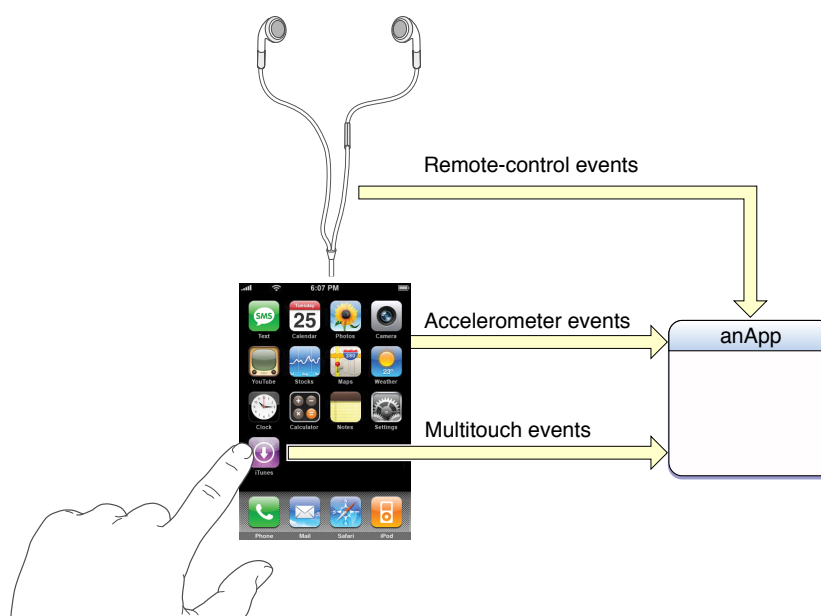 Remote-control events
6:07 PM
SMS
Tuesday
25
280
23°
Text
Calendar
Photos
Camera
Accelerometer events
anApp
YouTube
Stocks
Maps
Weather
Clock
Calculator
Notes
Settings
Multitouch events
iTunes
Phone
Mail
Safari
iPod